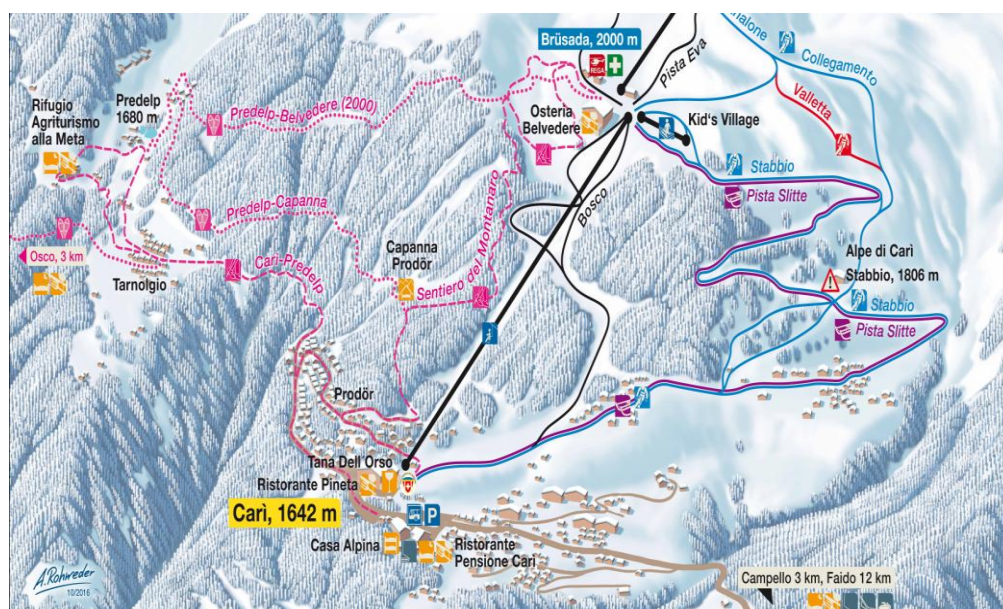 Brüsada, 2000 m
REGA
Pista Eva
Collegamento
Valletta
Rifugio
Agriturismo
alla Meta
Predelp
1680 m
Predelp-Belvedere (2000)
Osteria
Belvedere
Kid's Village
Stabbio
Pista Slitte
Bosco
Predelp-Capanna
Sentiero del Montanaro
Osco, 3 km
Carì-Predelp
Tarnolgio
Capanna
Prodör
Alpe di Carì
Stabbio, 1806 m
Stabbio
Pista Slitte
Prodör
Tana Dell'Orso
Ristorante Pineta
Carì, 1642 m
P
Casa Alpina
Ristorante
Pensione Carì
Campello 3 km, Faido 12 km
A. Rohweder
10/2016